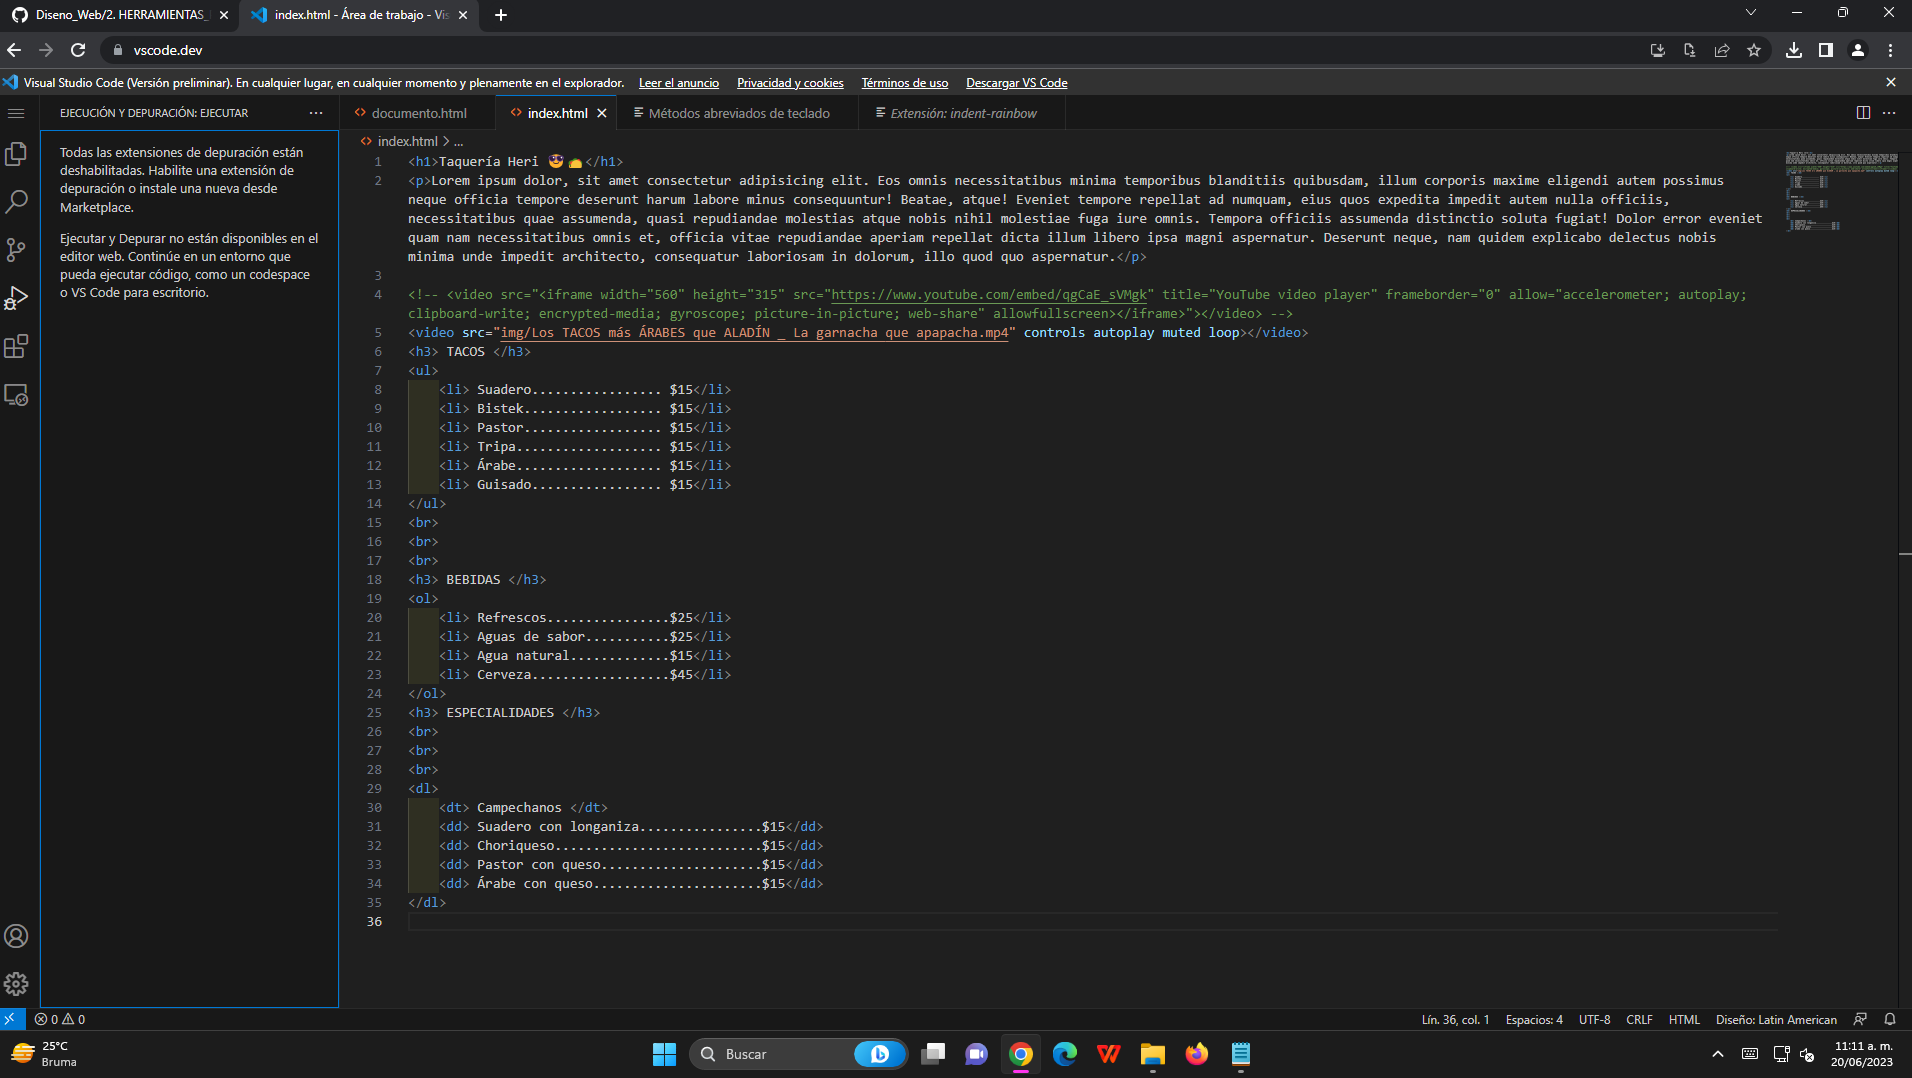 Diseno_Web/2. HERRAMIENTAS_
index.html - Área de trabajo - Vis
vscode.dev
Visual Studio Code (Versión preliminar). En cualquier lugar, en cualquier momento y plenamente en el explorador. Leer el anuncio Privacidad y cookies Términos de uso Descargar VS Code
EJECUCIÓN Y DEPURACIÓN: EJECUTAR
Todas las extensiones de depuración están
deshabilitadas. Habilite una extensión de
depuración o instale una nueva desde
Marketplace.
Ejecutar y Depurar no están disponibles en el
editor web. Continúe en un entorno que
pueda ejecutar código, como un codespace
o VS Code para escritorio.
documento.html index.html Métodos abreviados de teclado Extensión: indent-rainbow
index.html > ...
1 <h1>Taquería Heri 😎🌮</h1>
2 <p>Lorem ipsum dolor, sit amet consectetur adipisicing elit. Eos omnis necessitatibus minima temporibus blanditiis quibusdam, illum corporis maxime eligendi autem possimus
neque officia tempore deserunt harum labore minus consequuntur! Beatae, atque! Eveniet tempore repellat ad numquam, eius quos expedita impedit autem nulla officiis,
necessitatibus quae assumenda, quasi repudiandae molestias atque nobis nihil molestiae fuga iure omnis. Tempora officiis assumenda distinctio soluta fugiat! Dolor error eveniet
quam nam necessitatibus omnis et, officia vitae repudiandae aperiam repellat dicta illum libero ipsa magni aspernatur. Deserunt neque, nam quidem explicabo delectus nobis
minima unde impedit architecto, consequatur laboriosam in dolorum, illo quod quo aspernatur.</p>
3
4 <!-- <video src="<iframe width="560" height="315" src="https://www.youtube.com/embed/qgCaE_sVMgk" title="YouTube video player" frameborder="0" allow="accelerometer; autoplay;
clipboard-write; encrypted-media; gyroscope; picture-in-picture; web-share" allowfullscreen></iframe>"></video> -->
5 <video src="img/Los TACOS más ÁRABES que ALADÍN _ La garnacha que apapacha.mp4" controls autoplay muted loop></video>
6 <h3> TACOS </h3>
7 <ul>
8 <li> Suadero................. $15</li>
9 <li> Bistek.................. $15</li>
10 <li> Pastor.................. $15</li>
11 <li> Tripa................... $15</li>
12 <li> Árabe................... $15</li>
13 <li> Guisado................. $15</li>
14 </ul>
15 <br>
16 <br>
17 <br>
18 <h3> BEBIDAS </h3>
19 <ol>
20 <li> Refrescos................$25</li>
21 <li> Aguas de sabor...........$25</li>
22 <li> Agua natural.............$15</li>
23 <li> Cerveza..................$45</li>
24 </ol>
25 <h3> ESPECIALIDADES </h3>
26 <br>
27 <br>
28 <br>
29 <dl>
30 <dt> Campechanos </dt>
31 <dd> Suadero con longaniza................$15</dd>
32 <dd> Choriqueso...........................$15</dd>
33 <dd> Pastor con queso.....................$15</dd>
34 <dd> Árabe con queso......................$15</dd>
35 </dl>
36
0 0
Lín. 36, col. 1 Espacios: 4 UTF-8 CRLF HTML Diseño: Latin American
25°C
Bruma
Buscar
11:11 a. m.
20/06/2023